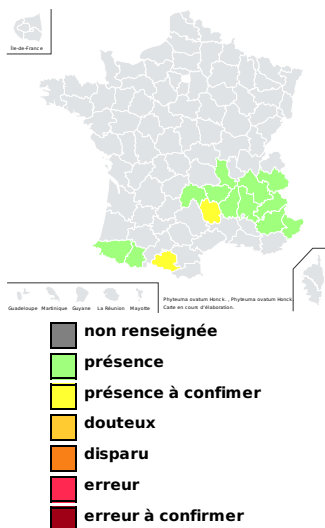 Île-de-France
Guadeloupe Martinique Guyane La Réunion Mayotte
Phyteuma ovatum Honck. , Phyteuma ovatum Honck.
Carte en cours d'élaboration.
non renseignée
présence
présence à confimer
douteux
disparu
erreur
erreur à confirmer